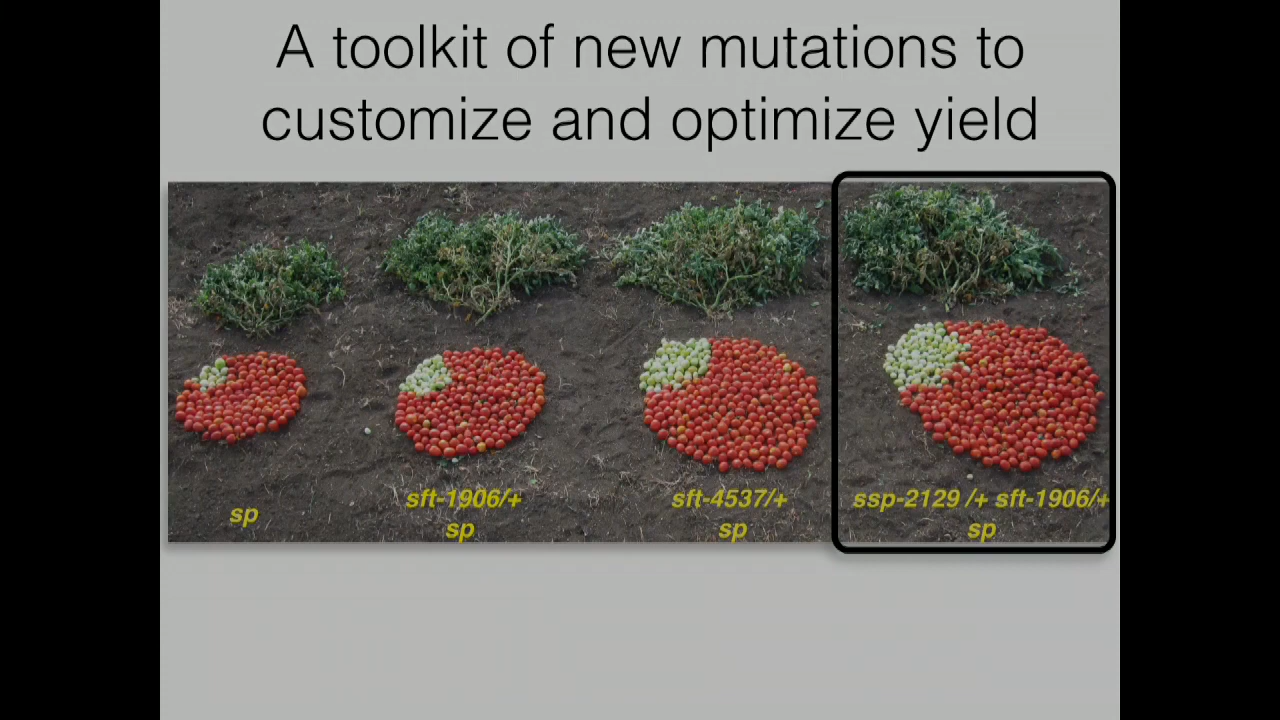 A toolkit of new mutations to
customize and optimize yield
sp
sft-1906/+
sp
sft-4537/+
sp
ssp-2129 /+ sft-1906/+
sp